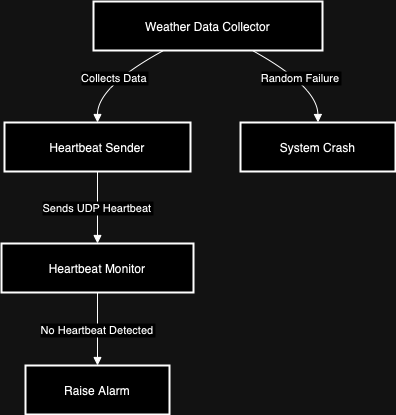 Weather Data Collector
Collects Data
Random Failure
Heartbeat Sender
System Crash
Sends UDP Heartbeat
Heartbeat Monitor
No Heartbeat Detected
Raise Alarm